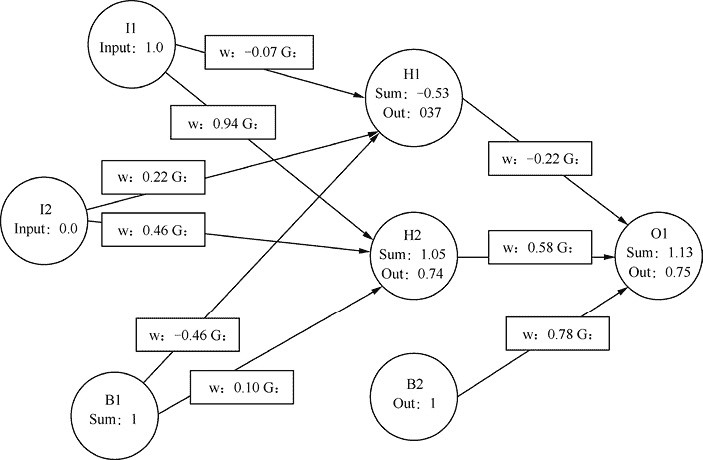 I1
Input：1.0
w：-0.07 G：
H1
Sum：-0.53
Out：037
w：0.94 G：
w：-0.22 G：
w：0.22 G：
I2
Input：0.0
w：0.46 G：
H2
Sum：1.05
Out：0.74
w：0.58 G：
O1
Sum：1.13
Out：0.75
w：-0.46 G：
w：0.78 G：
w：0.10 G：
B1
Sum：1
B2
Out：1